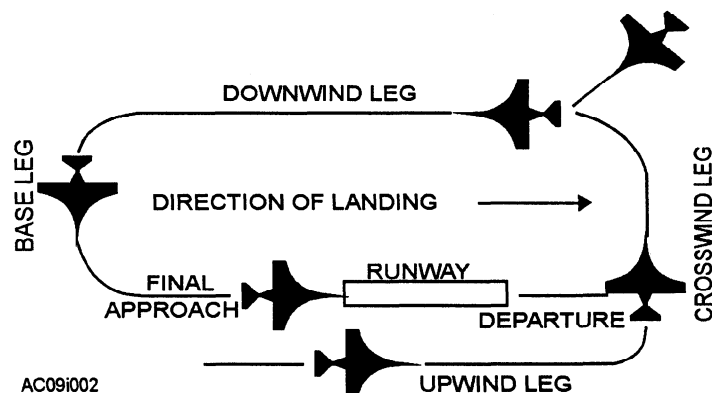 DOWNWIND LEG
BASE LEG
DIRECTION OF LANDING
CROSSWIND LEG
RUNWAY
FINAL
APPROACH
DEPARTURE
UPWIND LEG
AC09i002